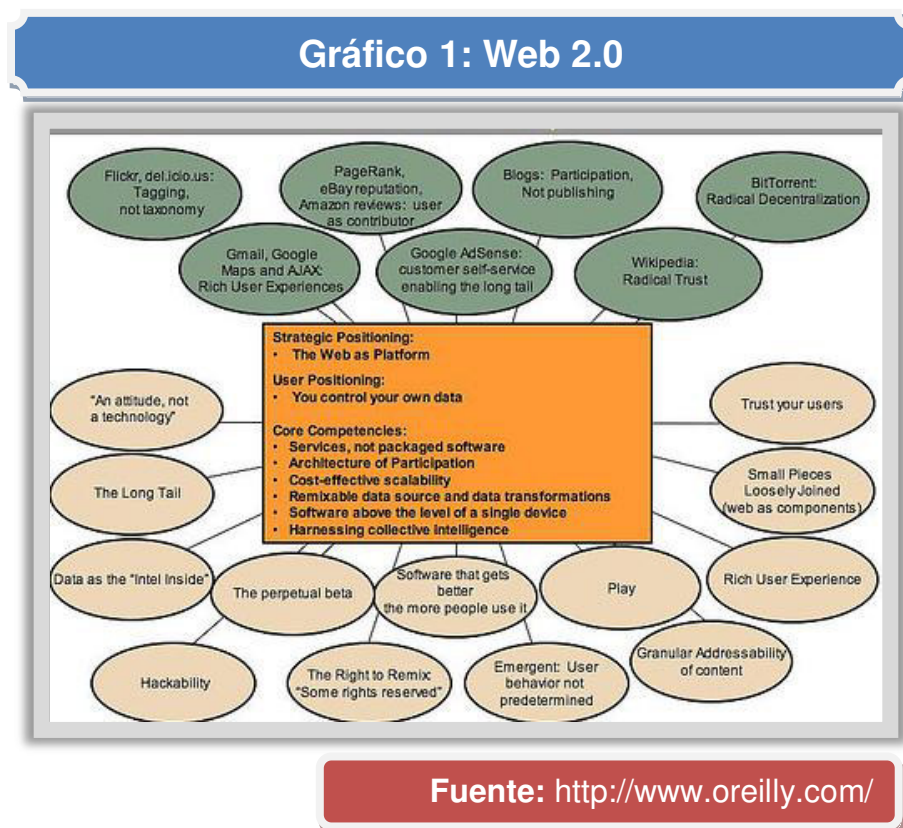 Gráfico 1: Web 2.0
Flickr, del.icio.us:
Tagging,
not taxonomy
PageRank,
eBay reputation,
Amazon reviews: user
as contributor
Blogs: Participation,
Not publishing
BitTorrent:
Radical Decentralization
Gmail, Google
Maps and AJAX:
Rich User Experiences
Google AdSense:
customer self-service
enabling the long tail
Wikipedia:
Radical Trust
Strategic Positioning:
• The Web as Platform
User Positioning:
• You control your own data
Core Competencies:
• Services, not packaged software
• Architecture of Participation
• Cost-effective scalability
• Remixable data source and data transformations
• Software above the level of a single device
• Harnessing collective intelligence
"An attitude, not
a technology"
Trust your users
The Long Tail
Small Pieces
Loosely Joined
(web as components)
Data as the "Intel Inside"
The perpetual beta
Software that gets
better
the more people use it
Play
Rich User Experience
Hackability
The Right to Remix:
"Some rights reserved"
Emergent: User
behavior not
predetermined
Granular Addressability
of content
Fuente: http://www.oreilly.com/